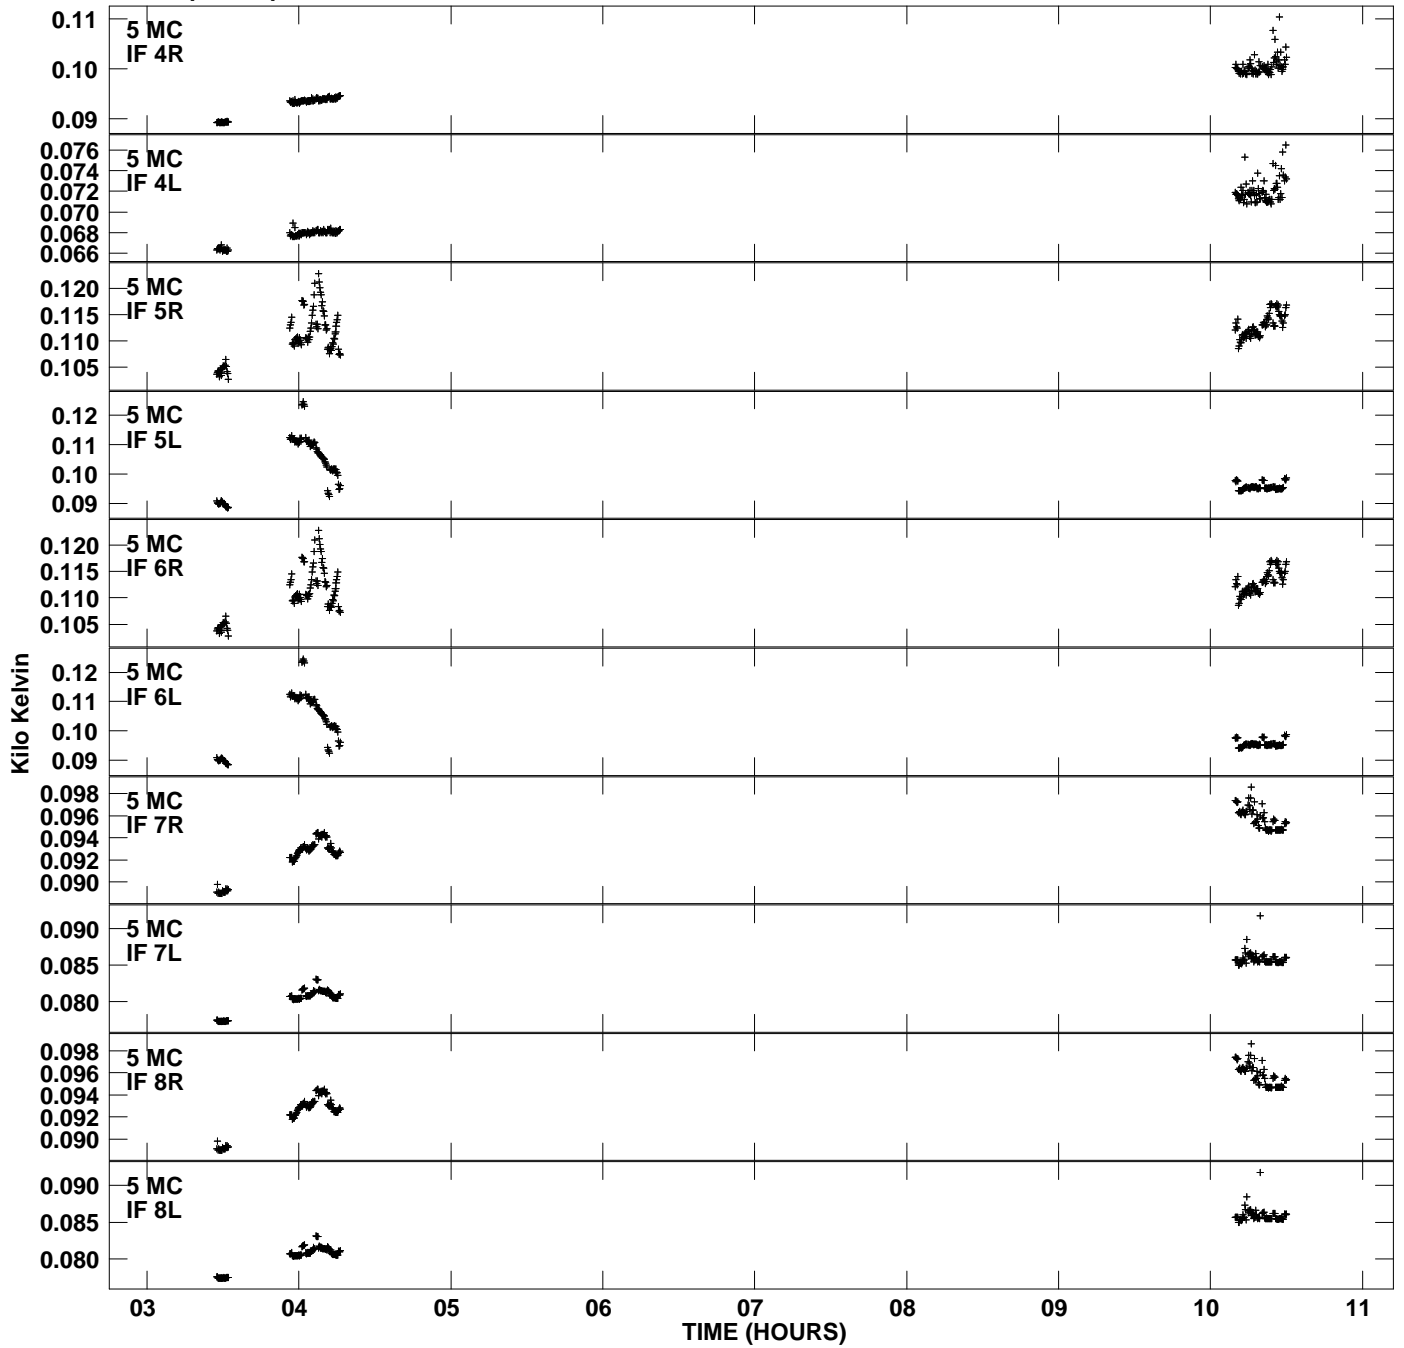 5 MC
IF 4R
0.11
0.10
0.09
5 MC
IF 4L
0.076
0.074
0.072
0.070
0.068
0.066
5 MC
IF 5R
0.120
0.115
0.110
0.105
5 MC
IF 5L
0.12
0.11
0.10
0.09
5 MC
IF 6R
0.120
0.115
0.110
0.105
5 MC
IF 6L
0.12
0.11
0.10
0.09
Kilo Kelvin
5 MC
IF 7R
0.098
0.096
0.094
0.092
0.090
5 MC
IF 7L
0.090
0.085
0.080
5 MC
IF 8R
0.098
0.096
0.094
0.092
0.090
5 MC
IF 8L
0.090
0.085
0.080
03 04 05 06 07 08 09 10 11
TIME (HOURS)